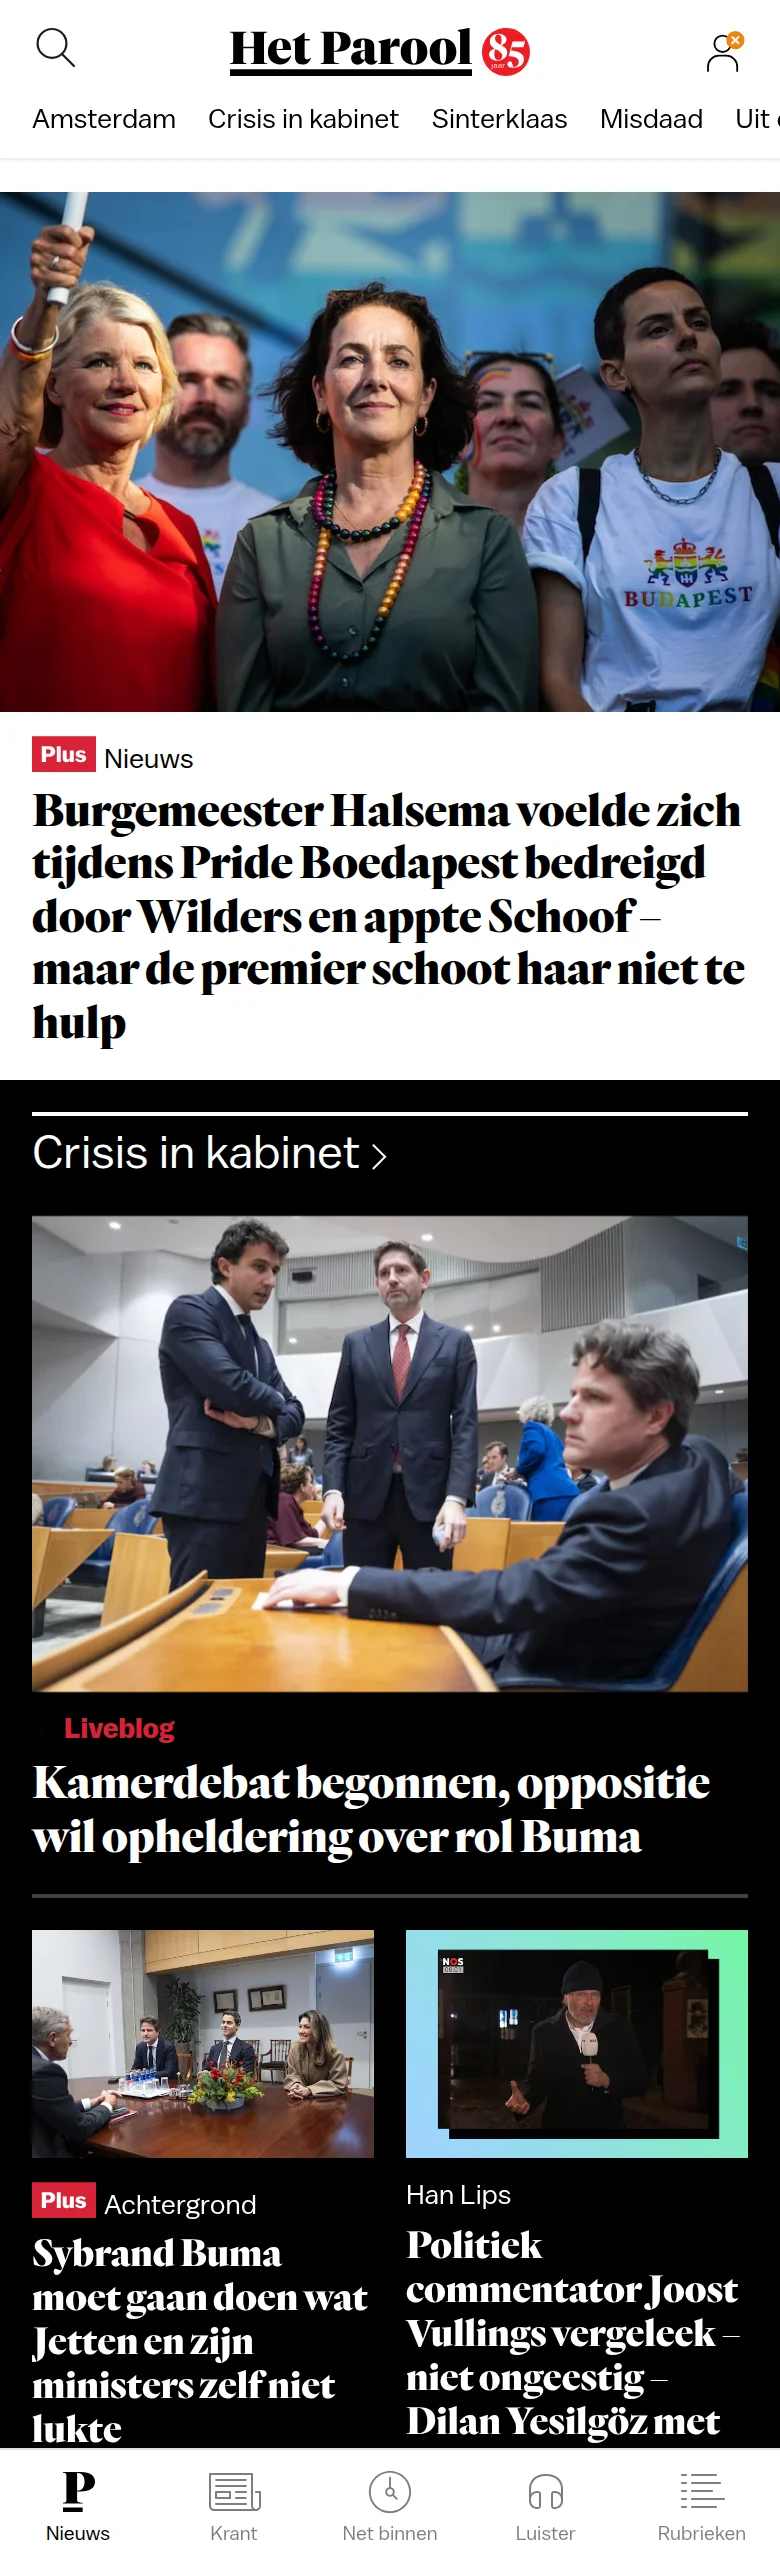 Het Parool 85 jaar
Amsterdam Crisis in kabinet Sinterklaas Misdaad Uit
BUDAPEST
Plus Nieuws
Burgemeester Halsema voelde zich
tijdens Pride Boedapest bedreigd
door Wilders en appte Schoof –
maar de premier schoot haar niet te
hulp
Crisis in kabinet
Liveblog
Kamerdebat begonnen, oppositie
wil opheldering over rol Buma
NOS
Plus Achtergrond
Sybrand Buma
moet gaan doen wat
Jetten en zijn
ministers zelf niet
lukte
Han Lips
Politiek
commentator Joost
Vullings vergeleek –
niet ongeestig –
Dilan Yesilgöz met
Nieuws Krant Net binnen Luister Rubrieken